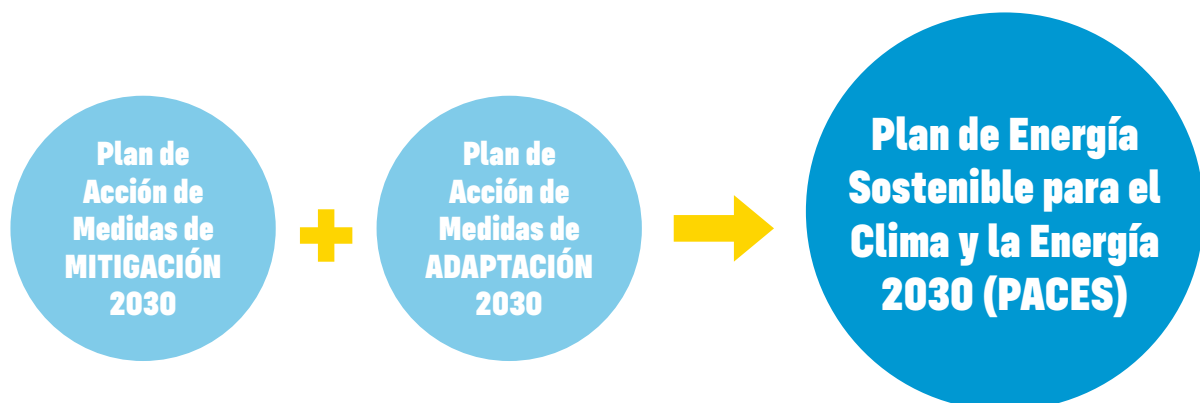 Plan de
Acción de
Medidas de
MITIGACIÓN
2030
Plan de
Acción de
Medidas de
ADAPTACIÓN
2030
Plan de Energía
Sostenible para el
Clima y la Energía
2030 (PACES)